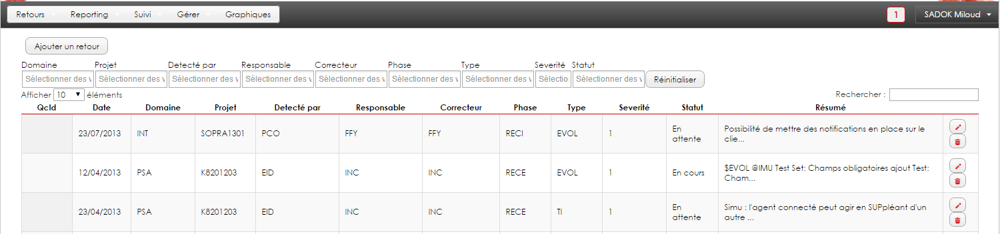 Retours Reporting Suivi Gérer Graphiques 1 SADOK Miloud
Ajouter un retour
Domaine Projet Detecté par Responsable Correcteur Phase Type Severité Statut
Sélectionner des v Sélectionner des v Sélectionner des v Sélectionner des v Sélectionner des v Sélectionner des v Sélectionner des v Sélectio Sélectionner des v Réinitialiser
Afficher 10 éléments Rechercher :
QcId Date Domaine Projet Detecté par Responsable Correcteur Phase Type Severité Statut Résumé
23/07/2013 INT SOPRA1301 PCO FFY FFY RECI EVOL 1 En attente Possibilité de mettre des notifications en place sur le
clie...
12/04/2013 PSA K8201203 EID INC INC RECE EVOL 1 En cours $EVOL @IMU Test Set: Champs obligatoires ajout Test:
Cham...
23/04/2013 PSA K8201203 EID INC INC RECE TI 1 En attente Simu : l'agent connecté peut agir en SUPpléant d'un
autre ...